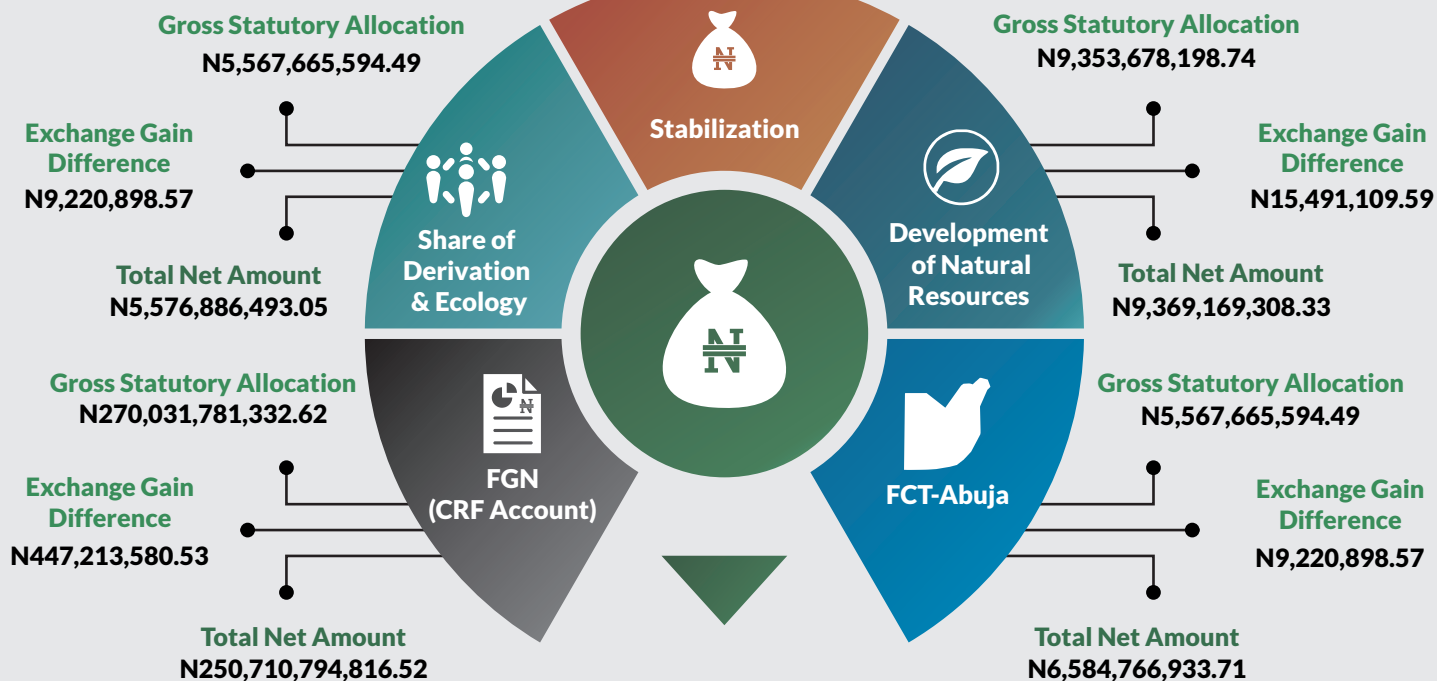 Gross Statutory Allocation
N5,567,665,594.49
Exchange Gain
Difference
N9,220,898.57
Total Net Amount
N5,576,886,493.05
Share of
Derivation
& Ecology
Stabilization
Development
of Natural
Resources
Gross Statutory Allocation
N9,353,678,198.74
Exchange Gain
Difference
N15,491,109.59
Total Net Amount
N9,369,169,308.33
Gross Statutory Allocation
N270,031,781,332.62
Exchange Gain
Difference
N447,213,580.53
Total Net Amount
N250,710,794,816.52
FGN
(CRF Account)
FCT-Abuja
Gross Statutory Allocation
N5,567,665,594.49
Exchange Gain
Difference
N9,220,898.57
Total Net Amount
N6,584,766,933.71